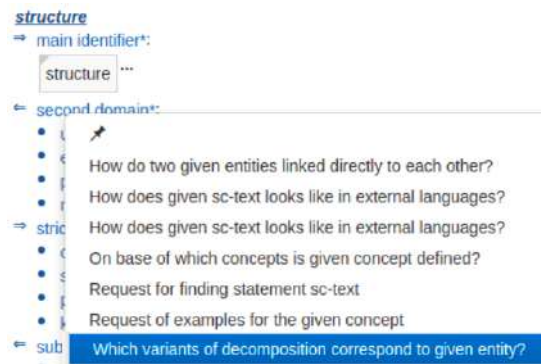 structure
⇒ main identifier*:
structure ...
⇐ second domain*:
How do two given entities linked directly to each other?
How does given sc-text looks like in external languages?
How does given sc-text looks like in external languages?
On base of which concepts is given concept defined?
⇒
Request for finding statement sc-text
Request of examples for the given concept
⇐ sub
Which variants of decomposition correspond to given entity?